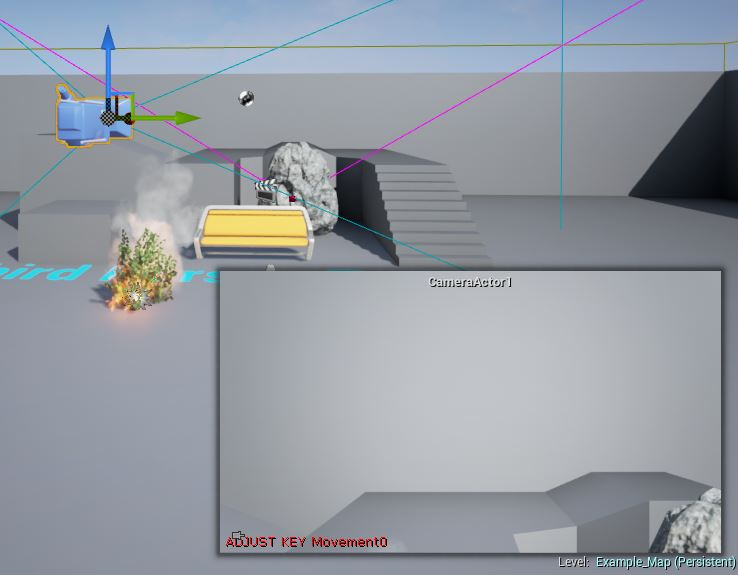 CameraActor1
ADJUST KEY Movement0
Level: Example_Map (Persistent)